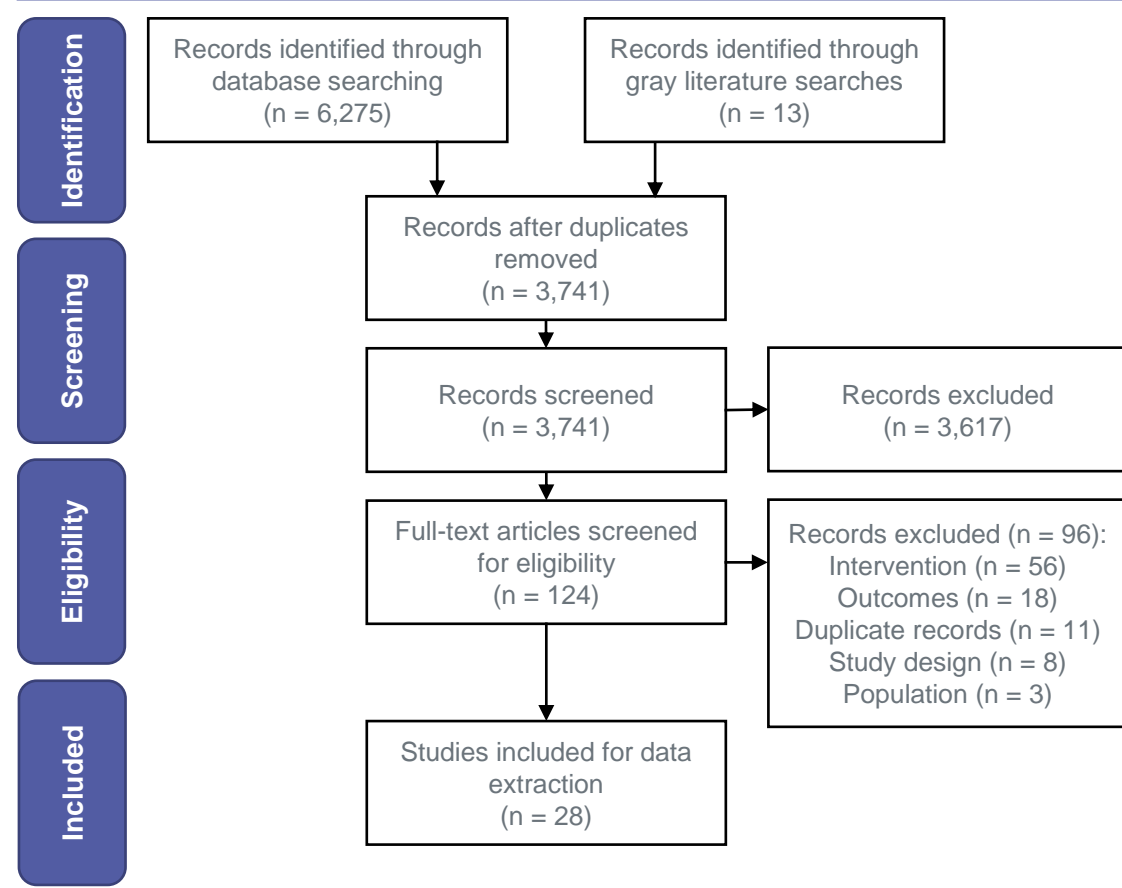 Identification
Records identified through
database searching
(n = 6,275)
Records identified through
gray literature searches
(n = 13)
Records after duplicates
removed
(n = 3,741)
Screening
Records screened
(n = 3,741)
Records excluded
(n = 3,617)
Eligibility
Full-text articles screened
for eligibility
(n = 124)
Records excluded (n = 96):
Intervention (n = 56)
Outcomes (n = 18)
Duplicate records (n = 11)
Study design (n = 8)
Population (n = 3)
Included
Studies included for data
extraction
(n = 28)